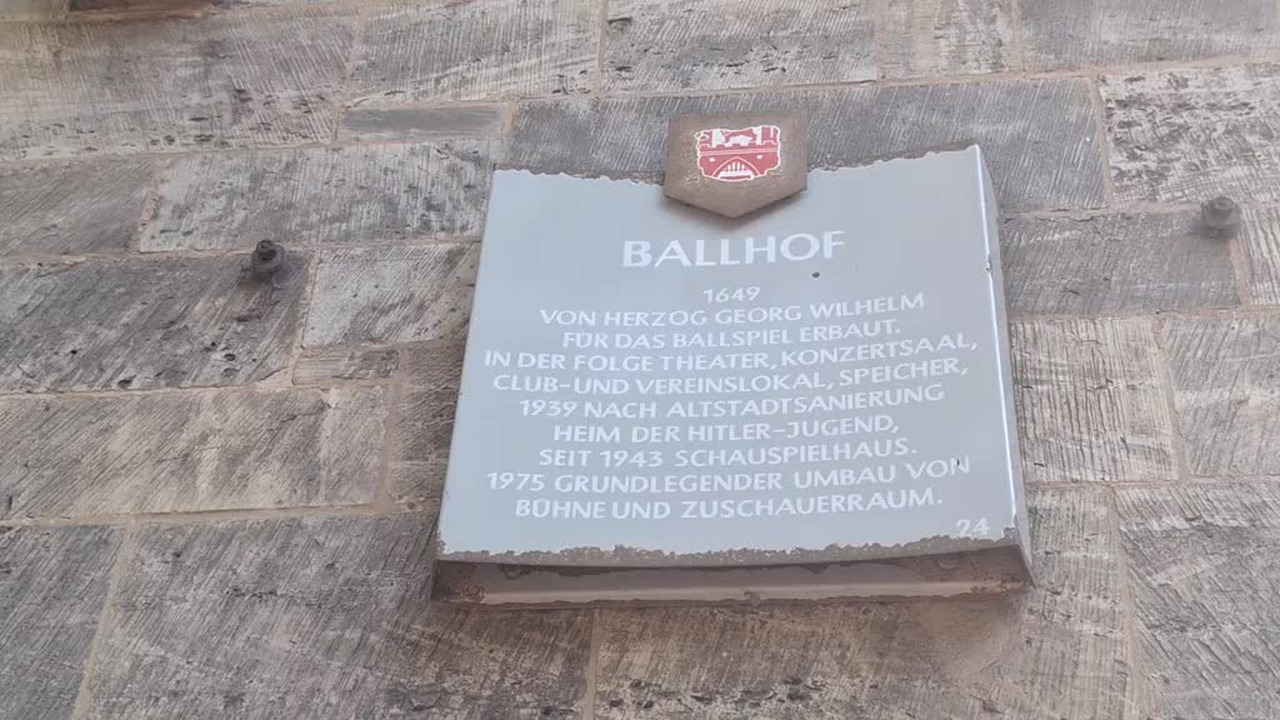 BALLHOF
1649
VON HERZOG GEORG WILHELM
FÜR DAS BALLSPIEL ERBAUT.
IN DER FOLGE THEATER, KONZERTSAAL,
CLUB-UND VEREINSLOKAL, SPEICHER,
1939 NACH ALTSTADTSANIERUNG
HEIM DER HITLER-JUGEND,
SEIT 1943 SCHAUSPIELHAUS.
1975 GRUNDLEGENDER UMBAU VON
BÜHNE UND ZUSCHAUERRAUM.
24